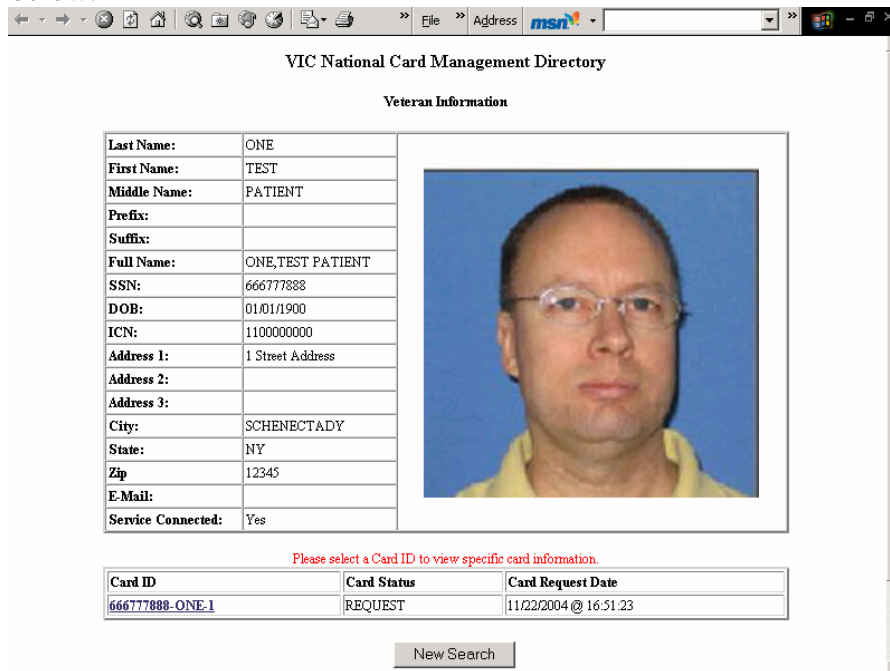 » File » Address msn »
VIC National Card Management Directory
Veteran Information
Last Name: ONE
First Name: TEST
Middle Name: PATIENT
Prefix:
Suffix:
Full Name: ONE,TEST PATIENT
SSN: 666777888
DOB: 01/01/1900
ICN: 1100000000
Address 1: 1 Street Address
Address 2:
Address 3:
City: SCHENECTADY
State: NY
Zip 12345
E-Mail:
Service Connected: Yes
Please select a Card ID to view specific card information.
Card ID Card Status Card Request Date
666777888-ONE-1 REQUEST 11/22/2004 @ 16:51:23
New Search